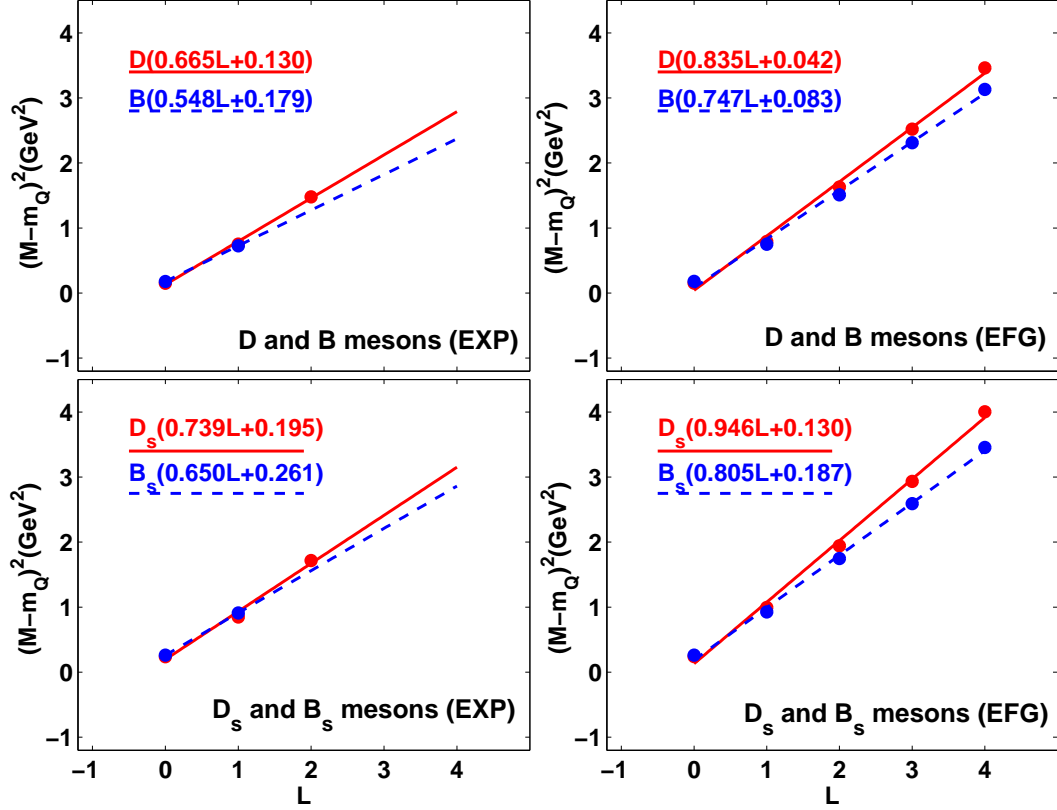 4
3
2
1
0
−1
(M−m_Q)^2(GeV^2)
D(0.665L+0.130)
B(0.548L+0.179)
D and B mesons (EXP)
4
3
2
1
0
−1
(M−m_Q)^2(GeV^2)
D(0.835L+0.042)
B(0.747L+0.083)
D and B mesons (EFG)
4
3
2
1
0
−1
(M−m_Q)^2(GeV^2)
D_s(0.739L+0.195)
B_s(0.650L+0.261)
D_s and B_s mesons (EXP)
−1 0 1 2 3 4
L
4
3
2
1
0
−1
(M−m_Q)^2(GeV^2)
D_s(0.946L+0.130)
B_s(0.805L+0.187)
D_s and B_s mesons (EFG)
−1 0 1 2 3 4
L